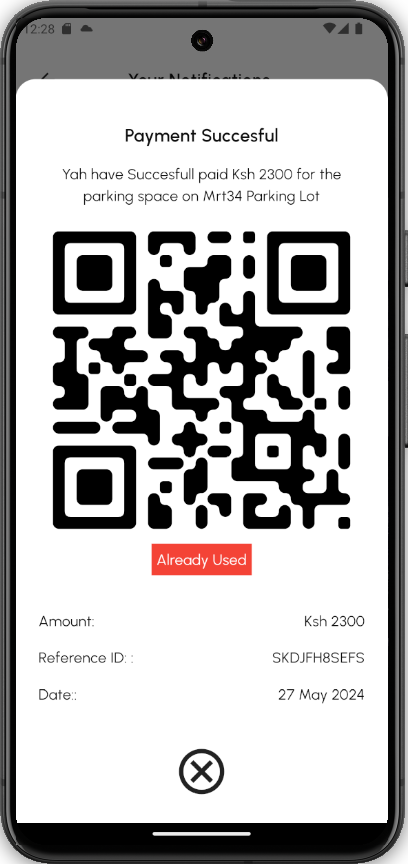 12:28
Your Notifications
Payment Succesful
Yah have Succesfull paid Ksh 2300 for the
parking space on Mrt34 Parking Lot
Already Used
Amount: Ksh 2300
Reference ID: : SKDJFH8SEFS
Date:: 27 May 2024